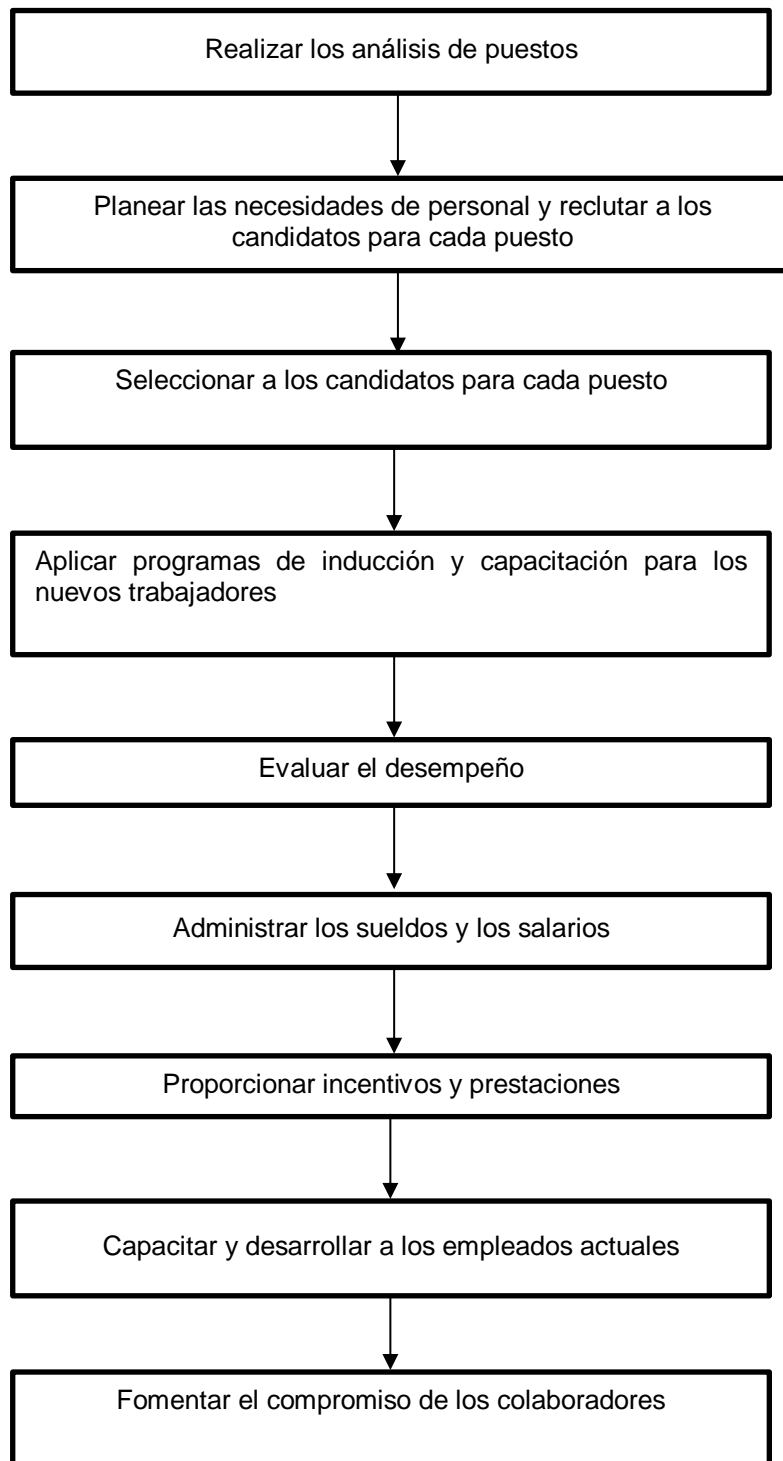 Realizar los análisis de puestos
Planear las necesidades de personal y reclutar a los
candidatos para cada puesto
Seleccionar a los candidatos para cada puesto
Aplicar programas de inducción y capacitación para los
nuevos trabajadores
Evaluar el desempeño
Administrar los sueldos y los salarios
Proporcionar incentivos y prestaciones
Capacitar y desarrollar a los empleados actuales
Fomentar el compromiso de los colaboradores